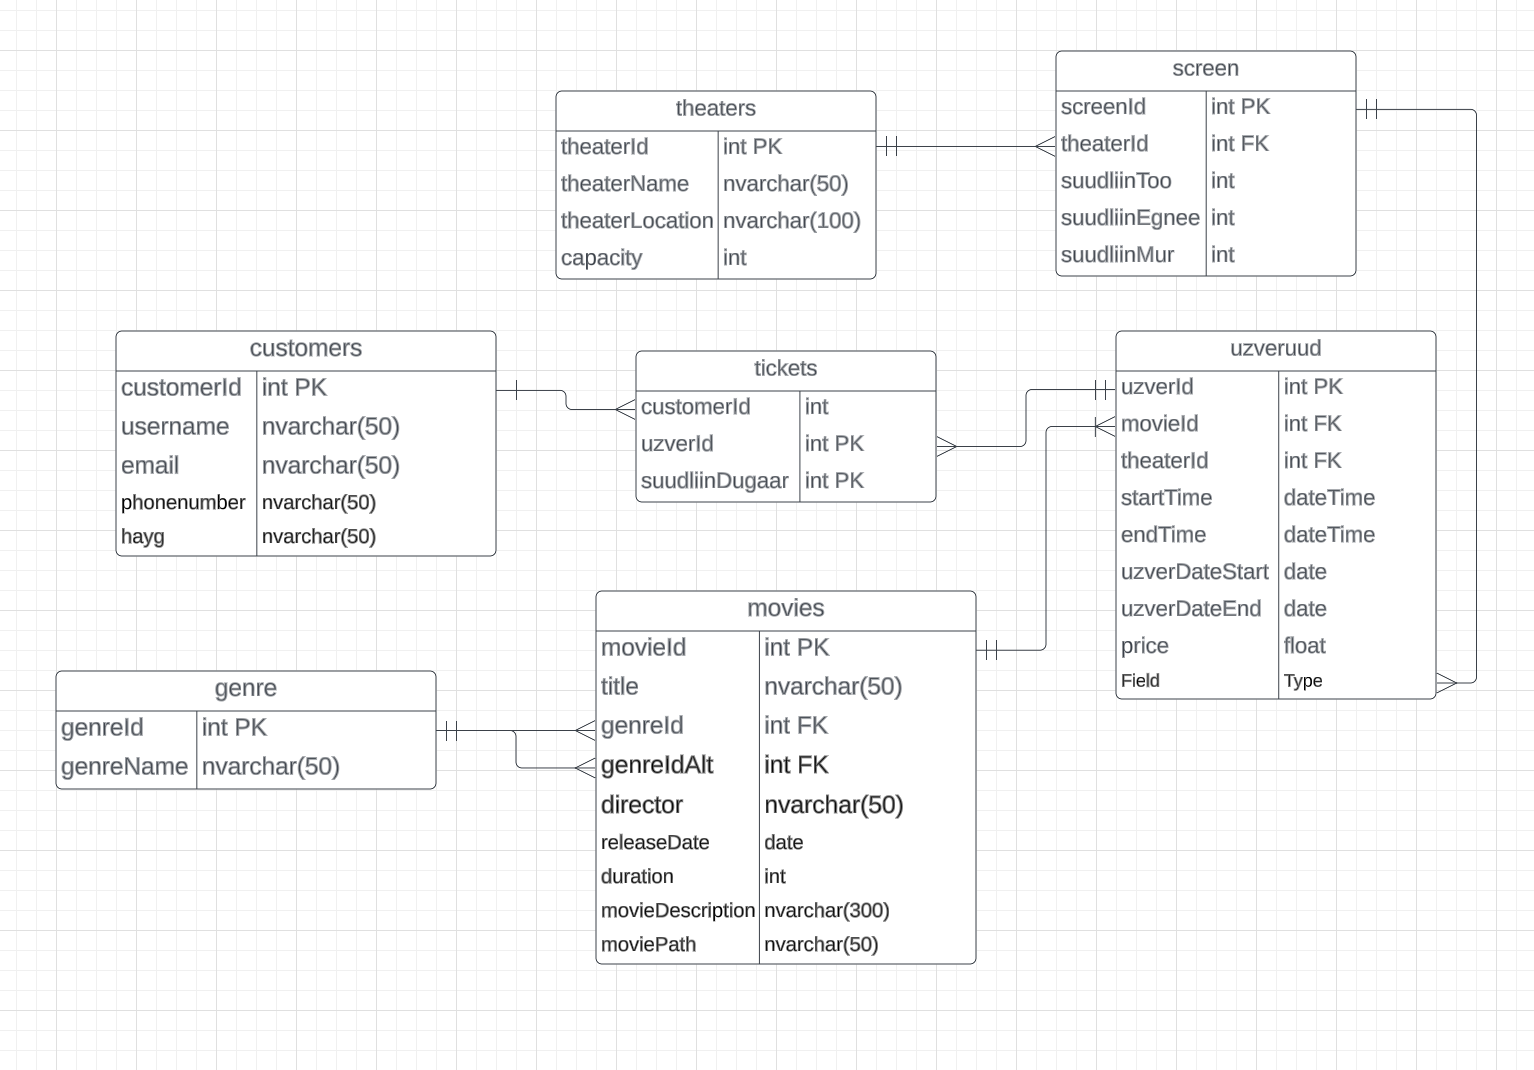 screen
screenId int PK
theaterId int FK
suudliinToo int
suudliinEgnee int
suudliinMur int
theaters
theaterId int PK
theaterName nvarchar(50)
theaterLocation nvarchar(100)
capacity int
customers
customerId int PK
username nvarchar(50)
email nvarchar(50)
phonenumber nvarchar(50)
hayg nvarchar(50)
tickets
customerId int
uzverId int PK
suudliinDugaar int PK
uzveruud
uzverId int PK
movieId int FK
theaterId int FK
startTime dateTime
endTime dateTime
uzverDateStart date
uzverDateEnd date
price float
Field Type
movies
movieId int PK
title nvarchar(50)
genreId int FK
genreIdAlt int FK
director nvarchar(50)
releaseDate date
duration int
movieDescription nvarchar(300)
moviePath nvarchar(50)
genre
genreId int PK
genreName nvarchar(50)